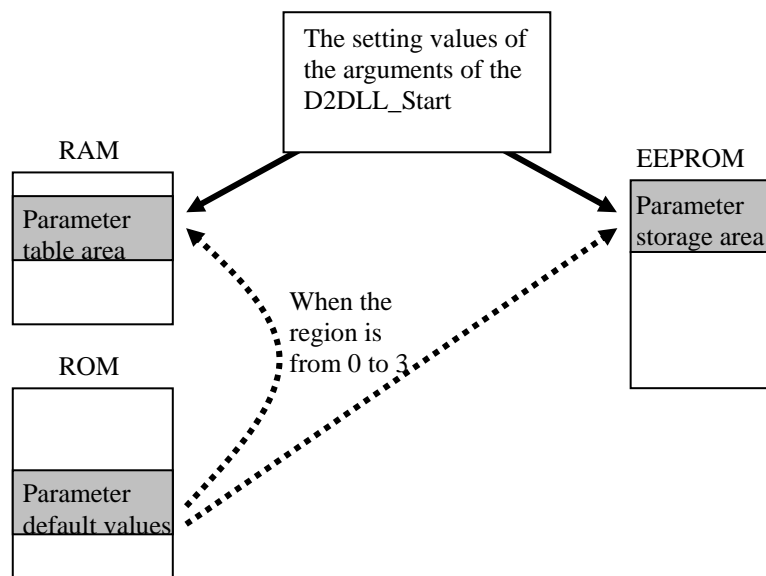 The setting values of
the arguments of the
D2DLL_Start
RAM
EEPROM
Parameter
table area
Parameter
storage area
When the
region is
from 0 to 3
ROM
Parameter
default values